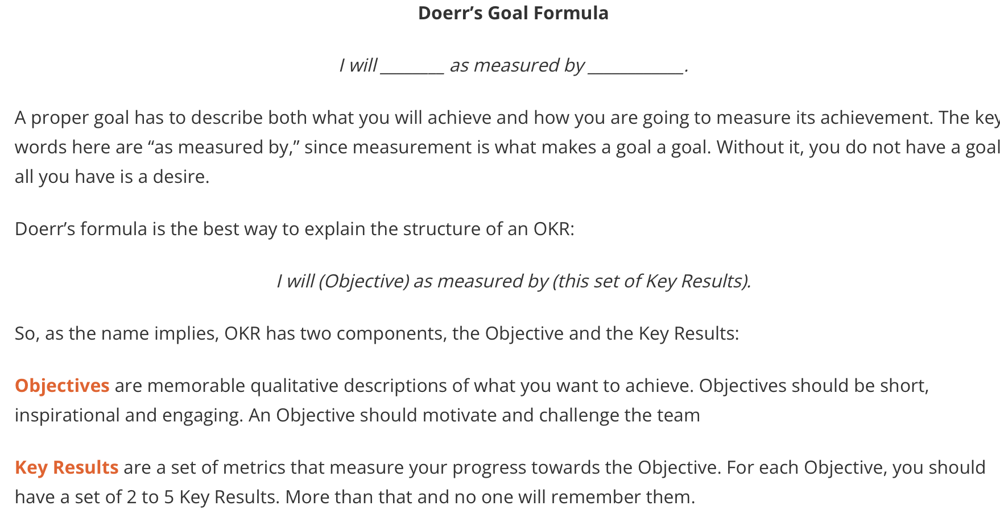 Doerr’s Goal Formula
I will ________ as measured by ____________.
A proper goal has to describe both what you will achieve and how you are going to measure its achievement. The key
words here are “as measured by,” since measurement is what makes a goal a goal. Without it, you do not have a goal
all you have is a desire.
Doerr’s formula is the best way to explain the structure of an OKR:
I will (Objective) as measured by (this set of Key Results).
So, as the name implies, OKR has two components, the Objective and the Key Results:
Objectives are memorable qualitative descriptions of what you want to achieve. Objectives should be short,
inspirational and engaging. An Objective should motivate and challenge the team
Key Results are a set of metrics that measure your progress towards the Objective. For each Objective, you should
have a set of 2 to 5 Key Results. More than that and no one will remember them.